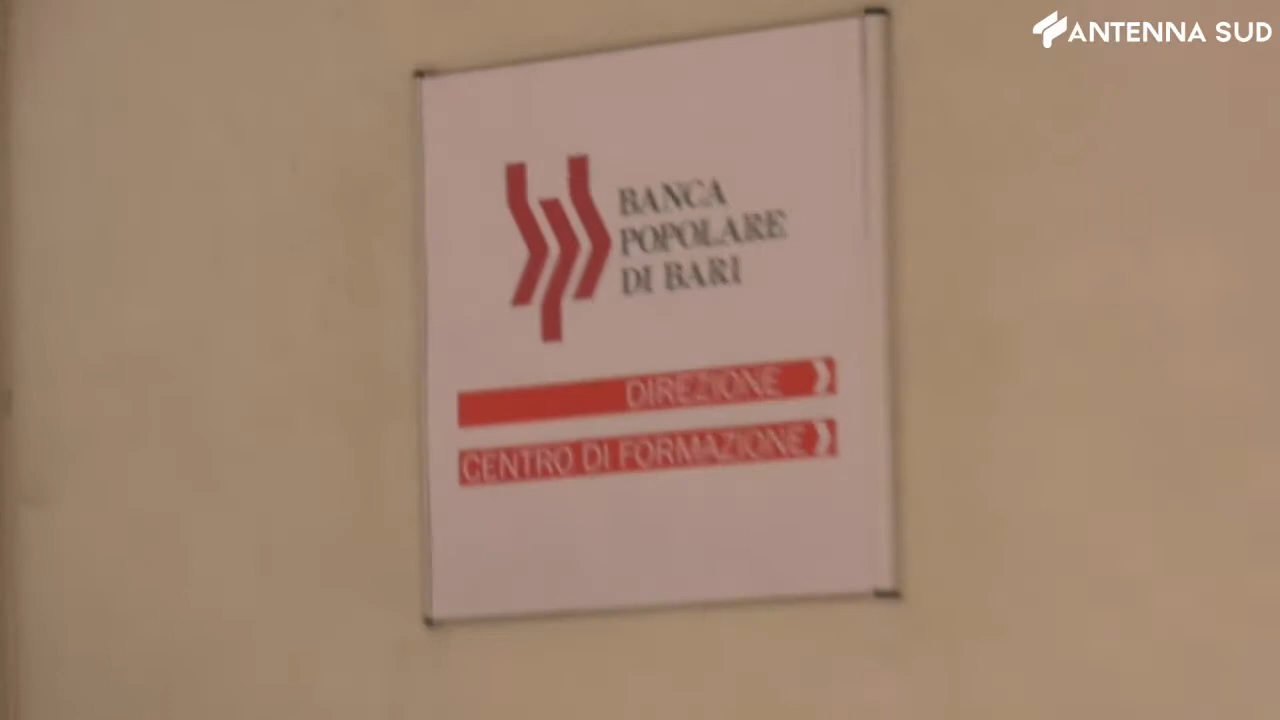 ANTENNA SUD
BANCA
POPOLARE
DI BARI
DIREZIONE
CENTRO DI FORMAZIONE